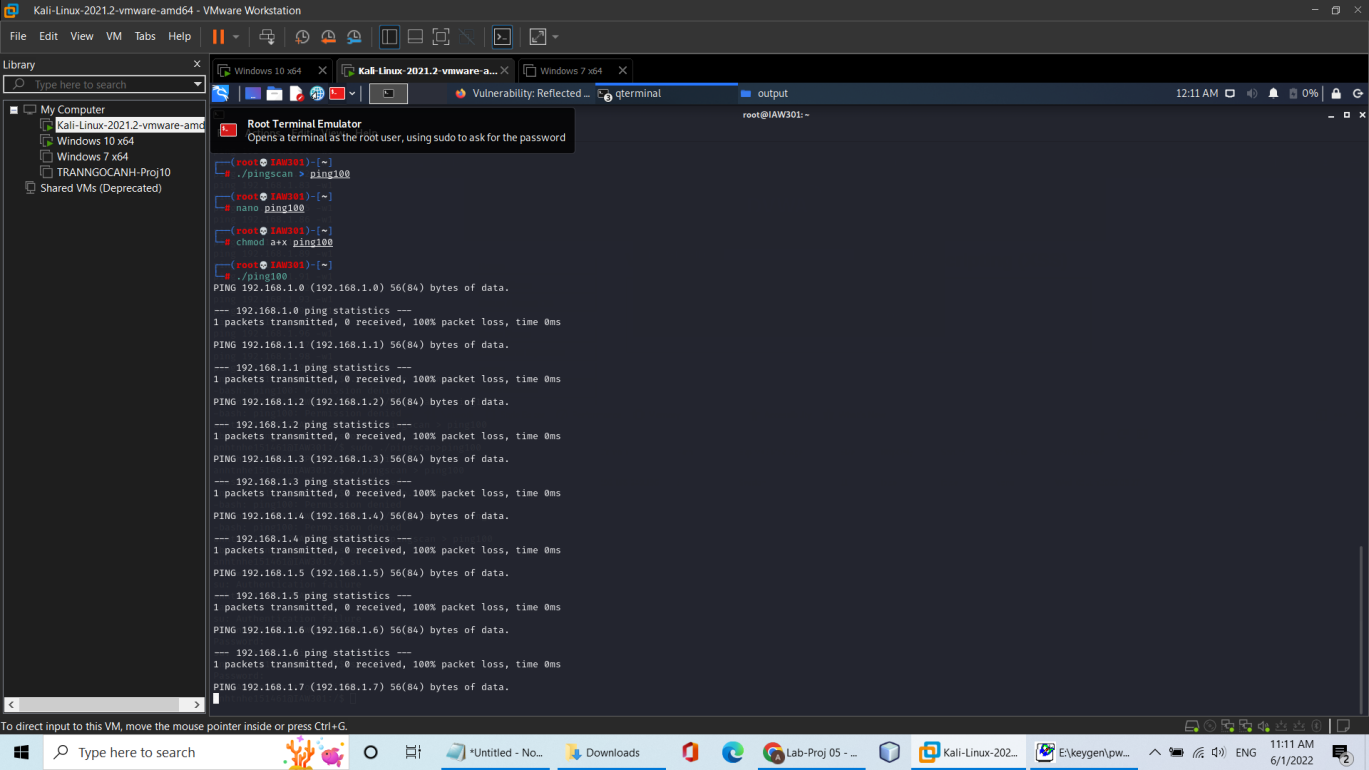 Kali-Linux-2021.2-vmware-amd64 - VMware Workstation
File Edit View VM Tabs Help
Library X
Type here to search
My Computer
Kali-Linux-2021.2-vmware-amd
Windows 10 x64
Windows 7 x64
TRANNGOCANH-Proj10
Shared VMs (Deprecated)
Windows 10 x64
Kali-Linux-2021.2-vmware-a...
Windows 7 x64
Vulnerability: Reflected ...
3 qterminal
output
12:11 AM
0%
root@IAW301: ~
Root Terminal Emulator
Opens a terminal as the root user, using sudo to ask for the password
(root💀IAW301)-[~]
# ./pingscan > ping100
(root💀IAW301)-[~]
# nano ping100
(root💀IAW301)-[~]
# chmod a+x ping100
(root💀IAW301)-[~]
# ./ping100
PING 192.168.1.0 (192.168.1.0) 56(84) bytes of data.
--- 192.168.1.0 ping statistics ---
1 packets transmitted, 0 received, 100% packet loss, time 0ms
PING 192.168.1.1 (192.168.1.1) 56(84) bytes of data.
--- 192.168.1.1 ping statistics ---
1 packets transmitted, 0 received, 100% packet loss, time 0ms
PING 192.168.1.2 (192.168.1.2) 56(84) bytes of data.
--- 192.168.1.2 ping statistics ---
1 packets transmitted, 0 received, 100% packet loss, time 0ms
PING 192.168.1.3 (192.168.1.3) 56(84) bytes of data.
--- 192.168.1.3 ping statistics ---
1 packets transmitted, 0 received, 100% packet loss, time 0ms
PING 192.168.1.4 (192.168.1.4) 56(84) bytes of data.
--- 192.168.1.4 ping statistics ---
1 packets transmitted, 0 received, 100% packet loss, time 0ms
PING 192.168.1.5 (192.168.1.5) 56(84) bytes of data.
--- 192.168.1.5 ping statistics ---
1 packets transmitted, 0 received, 100% packet loss, time 0ms
PING 192.168.1.6 (192.168.1.6) 56(84) bytes of data.
--- 192.168.1.6 ping statistics ---
1 packets transmitted, 0 received, 100% packet loss, time 0ms
PING 192.168.1.7 (192.168.1.7) 56(84) bytes of data.
To direct input to this VM, move the mouse pointer inside or press Ctrl+G.
Type here to search
*Untitled - No...
Downloads
Lab-Proj 05 - ...
Kali-Linux-202...
E:\keygen\pw...
ENG
11:11 AM
6/1/2022
2